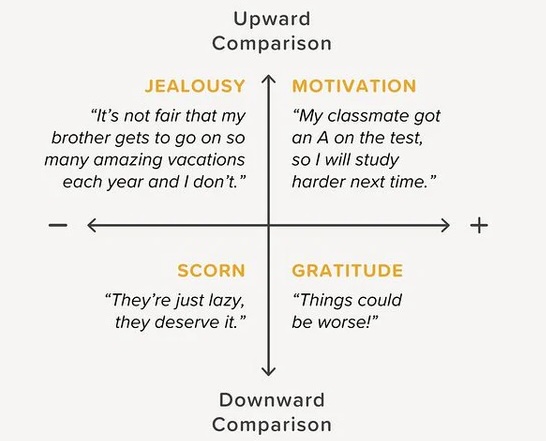 Upward
Comparison
JEALOUSY
“It’s not fair that my
brother gets to go on so
many amazing vacations
each year and I don’t.”
MOTIVATION
“My classmate got
an A on the test,
so I will study
harder next time.”
−
+
SCORN
“They’re just lazy,
they deserve it.”
GRATITUDE
“Things could
be worse!”
Downward
Comparison